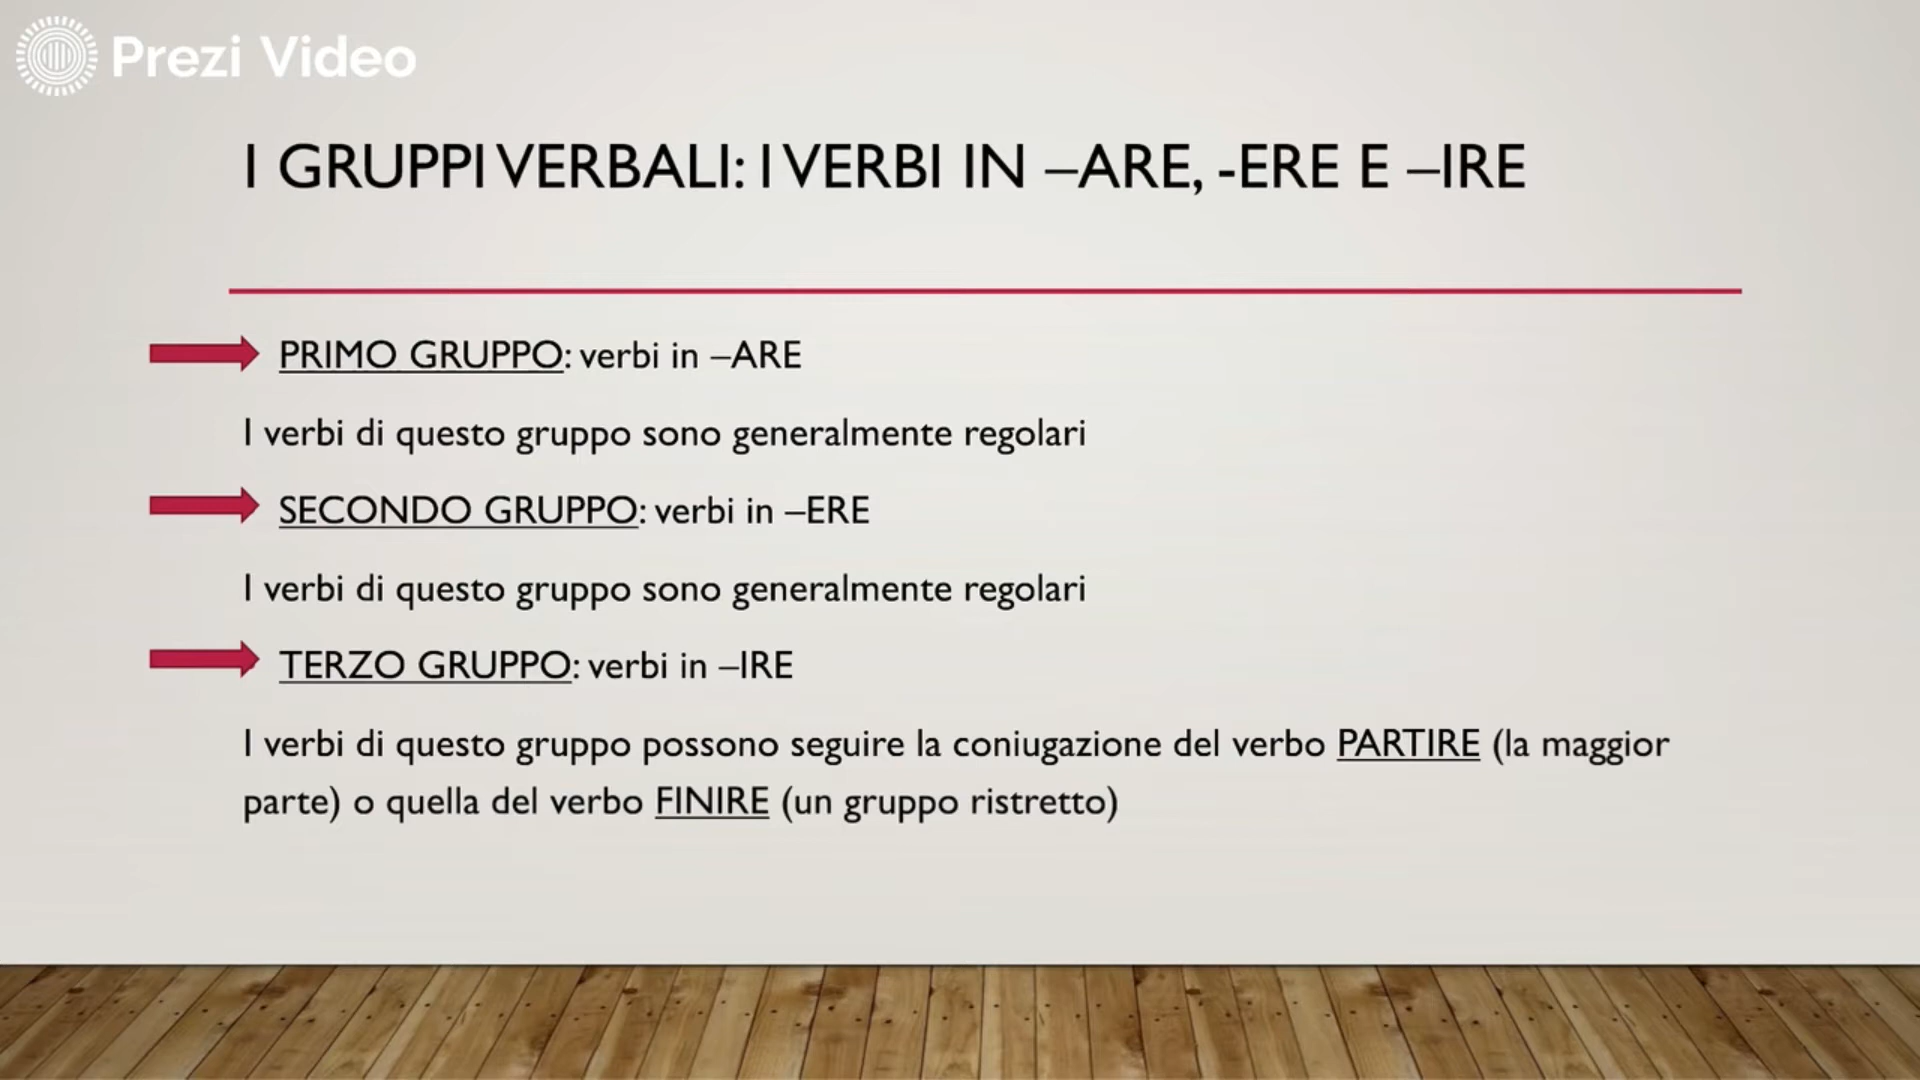 Prezi Video
I GRUPPI VERBALI: I VERBI IN –ARE, -ERE E –IRE
PRIMO GRUPPO: verbi in –ARE
I verbi di questo gruppo sono generalmente regolari
SECONDO GRUPPO: verbi in –ERE
I verbi di questo gruppo sono generalmente regolari
TERZO GRUPPO: verbi in –IRE
I verbi di questo gruppo possono seguire la coniugazione del verbo PARTIRE (la maggior
parte) o quella del verbo FINIRE (un gruppo ristretto)